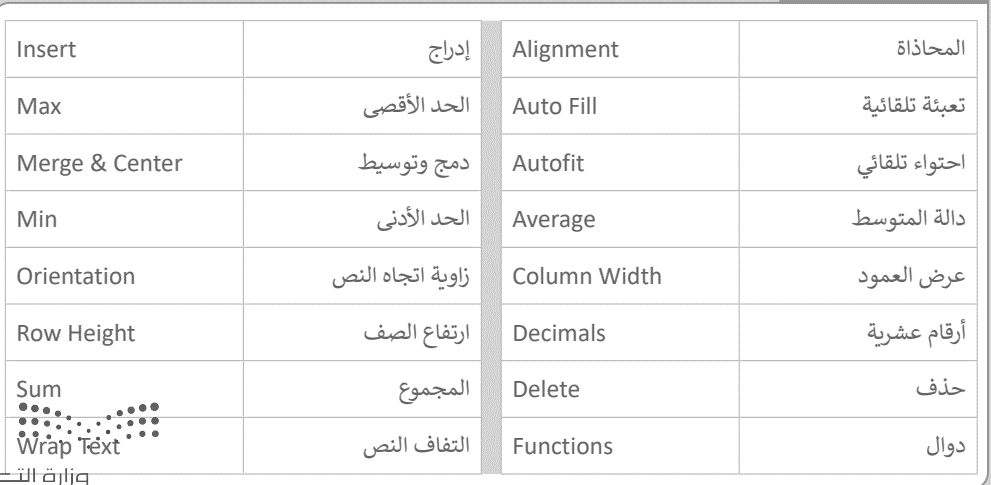 المحاذاة Alignment
تعبئة تلقائية Auto Fill
احتواء تلقائي Autofit
دالة المتوسط Average
عرض العمود Column Width
أرقام عشرية Decimals
حذف Delete
دوال Functions
إدراج Insert
الحد الأقصى Max
دمج وتوسيط Merge & Center
الحد الأدنى Min
زاوية اتجاه النص Orientation
ارتفاع الصف Row Height
المجموع Sum
التفاف النص Wrap Text
وزارة